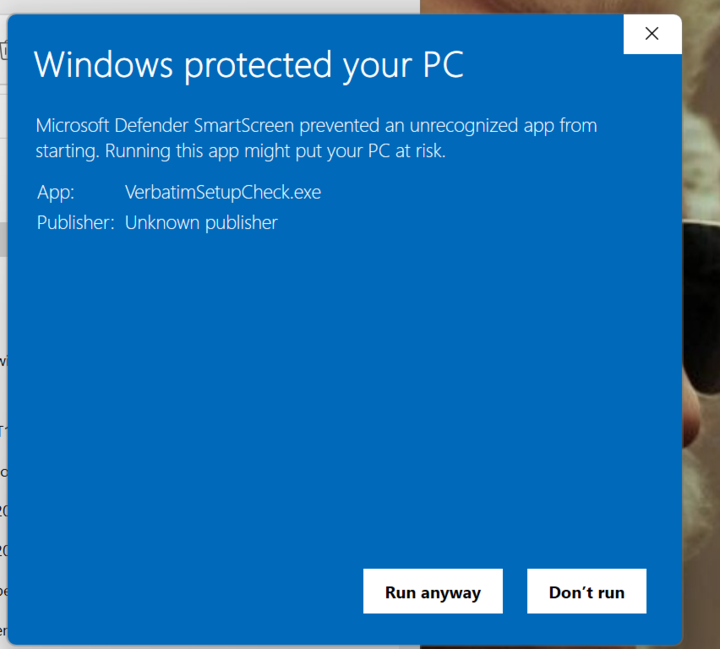 Windows protected your PC
Microsoft Defender SmartScreen prevented an unrecognized app from
starting. Running this app might put your PC at risk.
App: VerbatimSetupCheck.exe
Publisher: Unknown publisher
Run anyway Don’t run